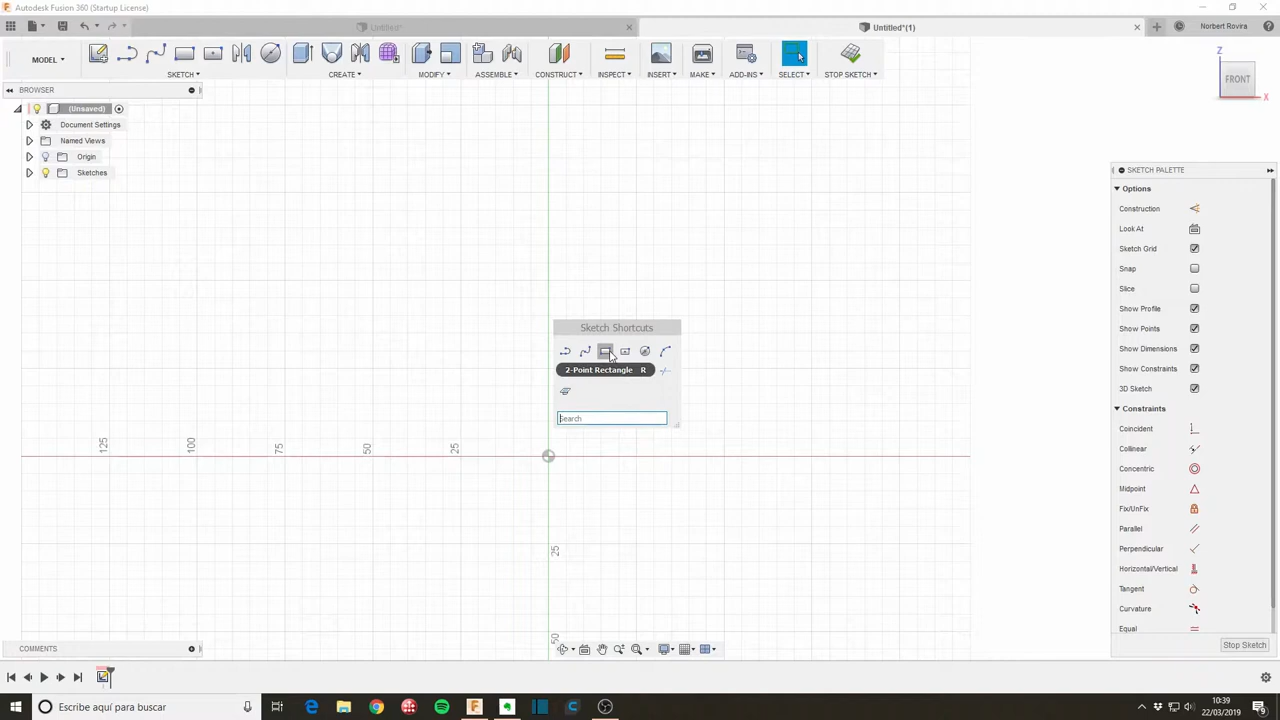 Autodesk Fusion 360 (Startup License)
Untitled*
Untitled*(1)
Norbert Rovira
MODEL
SKETCH
CREATE
MODIFY
ASSEMBLE
CONSTRUCT
INSPECT
INSERT
MAKE
ADD-INS
SELECT
STOP SKETCH
Z
FRONT
X
BROWSER
(Unsaved)
Document Settings
Named Views
Origin
Sketches
SKETCH PALETTE
Options
Construction
Look At
Sketch Grid
Snap
Slice
Show Profile
Show Points
Show Dimensions
Show Constraints
3D Sketch
Constraints
Coincident
Collinear
Concentric
Midpoint
Fix/UnFix
Parallel
Perpendicular
Horizontal/Vertical
Tangent
Curvature
Equal
Stop Sketch
Sketch Shortcuts
2-Point Rectangle R
Search
125
100
75
50
25
25
50
COMMENTS
Escribe aquí para buscar
10:39
22/03/2019